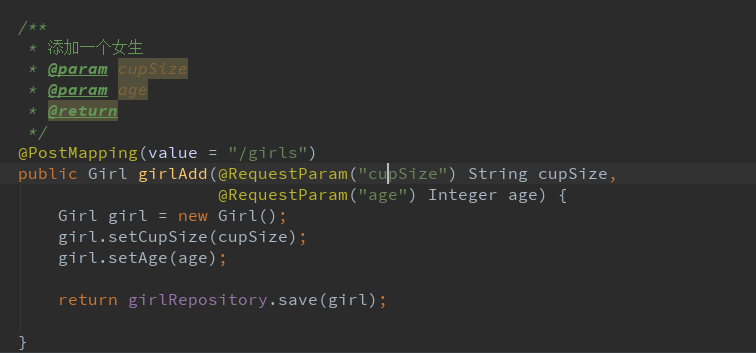 /**
 * 添加一个女生
 * @param cupSize
 * @param age
 * @return
 */
@PostMapping(value = "/girls")
public Girl girlAdd(@RequestParam("cupSize") String cupSize,
                    @RequestParam("age") Integer age) {
    Girl girl = new Girl();
    girl.setCupSize(cupSize);
    girl.setAge(age);
    return girlRepository.save(girl);
}